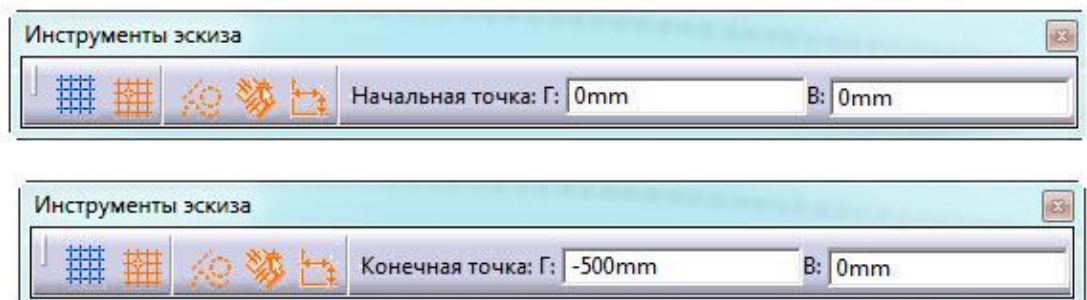 Инструменты эскиза
Начальная точка: Г: 0mm В: 0mm
Инструменты эскиза
Конечная точка: Г: -500mm В: 0mm